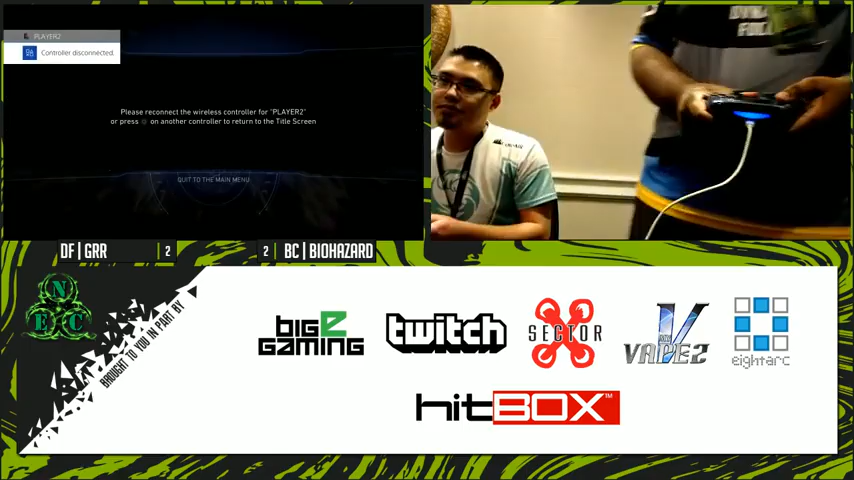 PLAYER2
Controller disconnected.
Please reconnect the wireless controller for "PLAYER2"
or press on another controller to return to the Title Screen
QUIT TO THE MAIN MENU
DF | GRR 2
2 BC | BIOHAZARD
NEC
BROUGHT TO YOU IN PART BY
bigE
GAMING
twitch
SECTOR
VAPE2
eightarc
hitBOX™